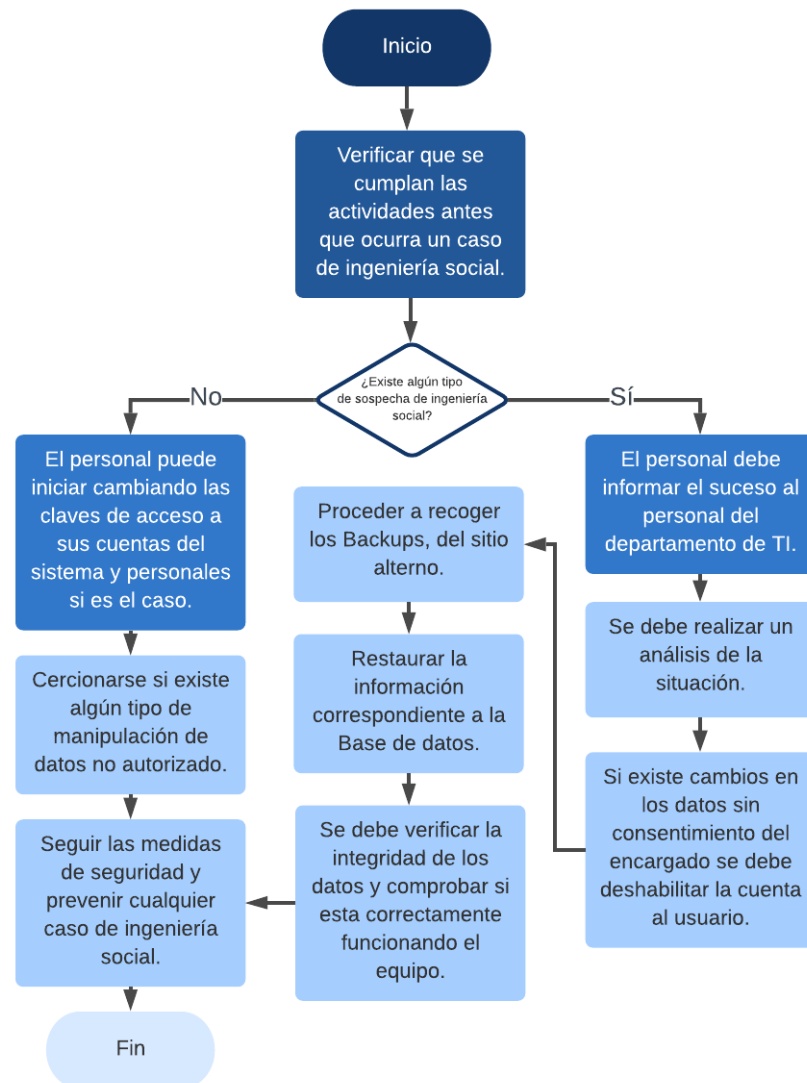 Inicio
Verificar que se
cumplan las
actividades antes
que ocurra un caso
de ingeniería social.
¿Existe algún tipo
de sospecha de ingeniería
social?
No
Sí
El personal puede
iniciar cambiando las
claves de acceso a
sus cuentas del
sistema y personales
si es el caso.
Cercionarse si existe
algún tipo de
manipulación de
datos no autorizado.
Seguir las medidas
de seguridad y
prevenir cualquier
caso de ingeniería
social.
Fin
El personal debe
informar el suceso al
personal del
departamento de TI.
Se debe realizar un
análisis de la
situación.
Si existe cambios en
los datos sin
consentimiento del
encargado se debe
deshabilitar la cuenta
al usuario.
Proceder a recoger
los Backups, del sitio
alterno.
Restaurar la
información
correspondiente a la
Base de datos.
Se debe verificar la
integridad de los
datos y comprobar si
esta correctamente
funcionando el
equipo.